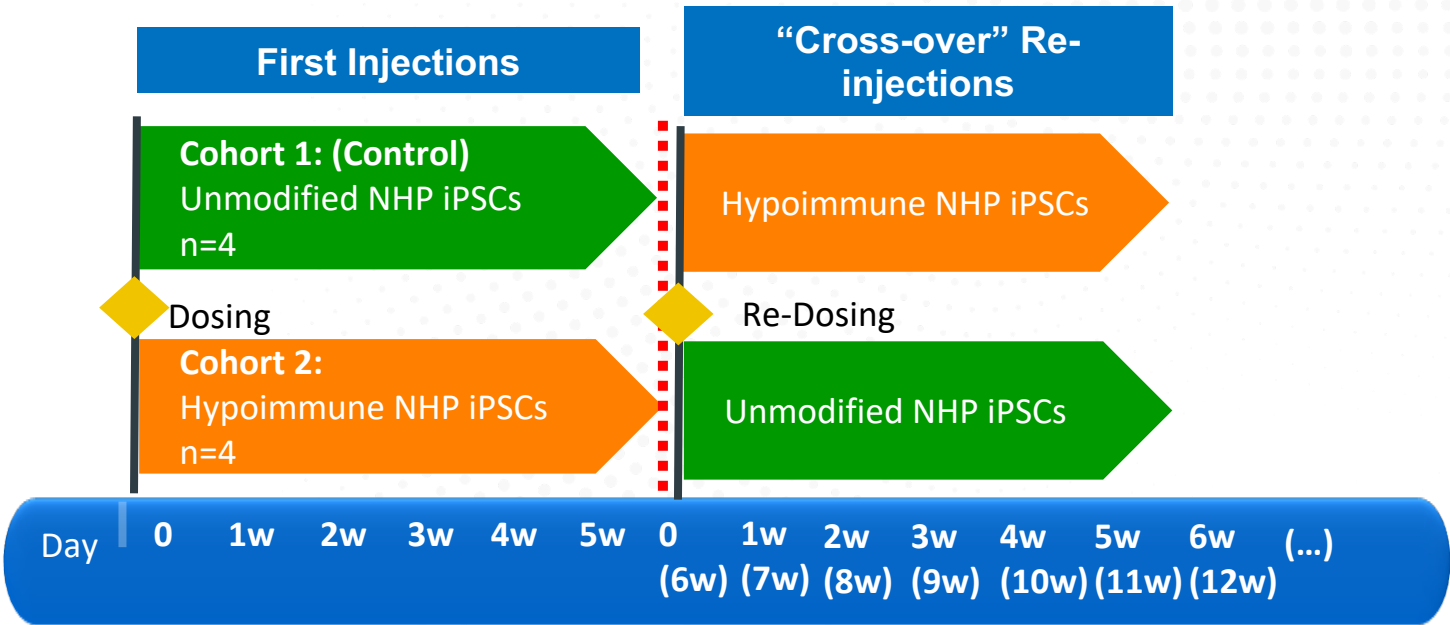 First Injections
“Cross-over” Re-
injections
Cohort 1: (Control)
Unmodified NHP iPSCs
n=4
Hypoimmune NHP iPSCs
Dosing
Re-Dosing
Cohort 2:
Hypoimmune NHP iPSCs
n=4
Unmodified NHP iPSCs
Day 0 1w 2w 3w 4w 5w 0 1w 2w 3w 4w 5w 6w (...)
(6w) (7w) (8w) (9w) (10w) (11w) (12w)